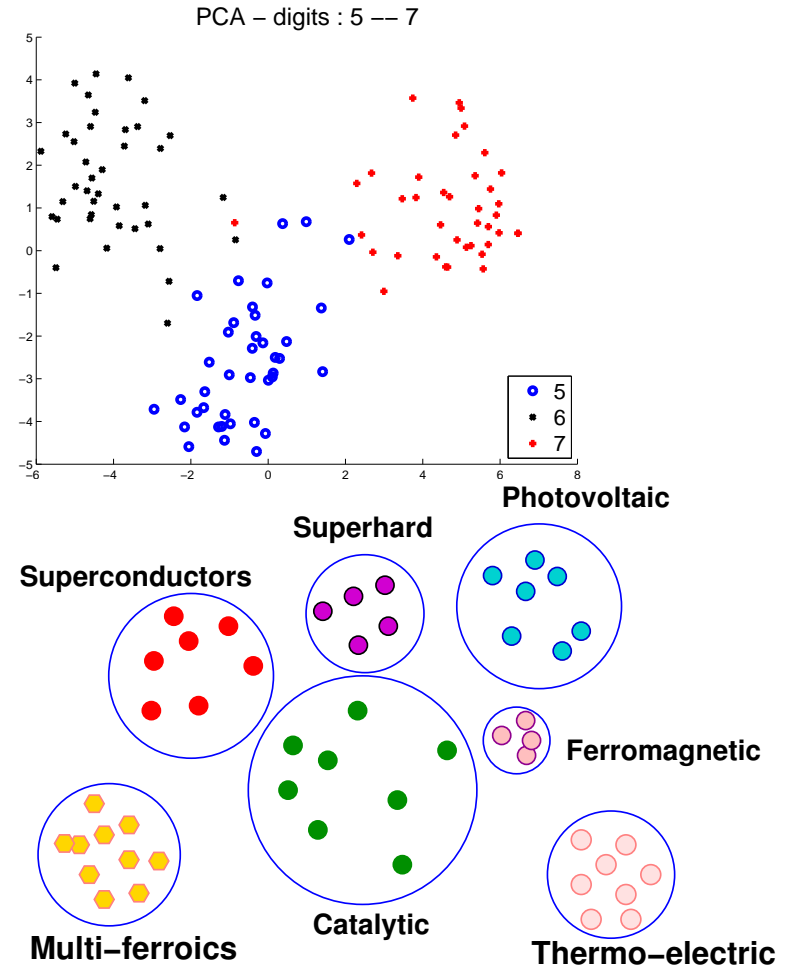 PCA − digits : 5 −− 7
5
4
3
2
1
0
−1
−2
−3
−4
−5
−6
−4
−2
0
2
4
6
8
5
6
7
Photovoltaic
Superhard
Superconductors
Ferromagnetic
Catalytic
Multi−ferroics
Thermo−electric